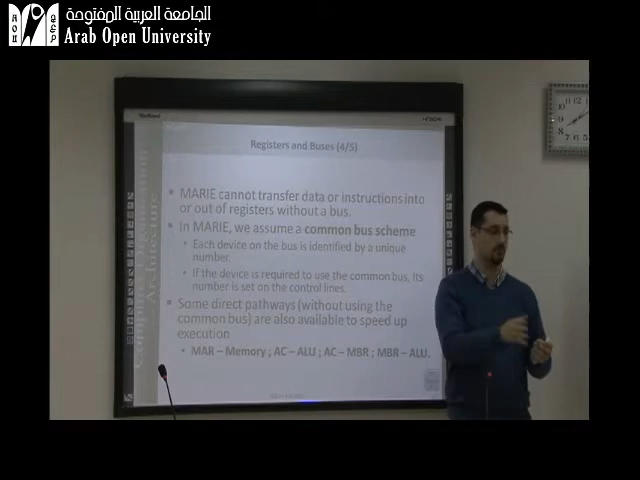 الجامعة العربية المفتوحة
Arab Open University
Registers and Buses (4/5)
MARIE cannot transfer data or instructions into
or out of registers without a bus.
In MARIE, we assume a common bus scheme
Each device on the bus is identified by a unique
number.
If the device is required to use the common bus, its
number is set on the control lines.
Some direct pathways (without using the
common bus) are also available to speed up
execution
MAR – Memory ; AC – ALU ; AC – MBR ; MBR – ALU.
Computer Organization
Architecture